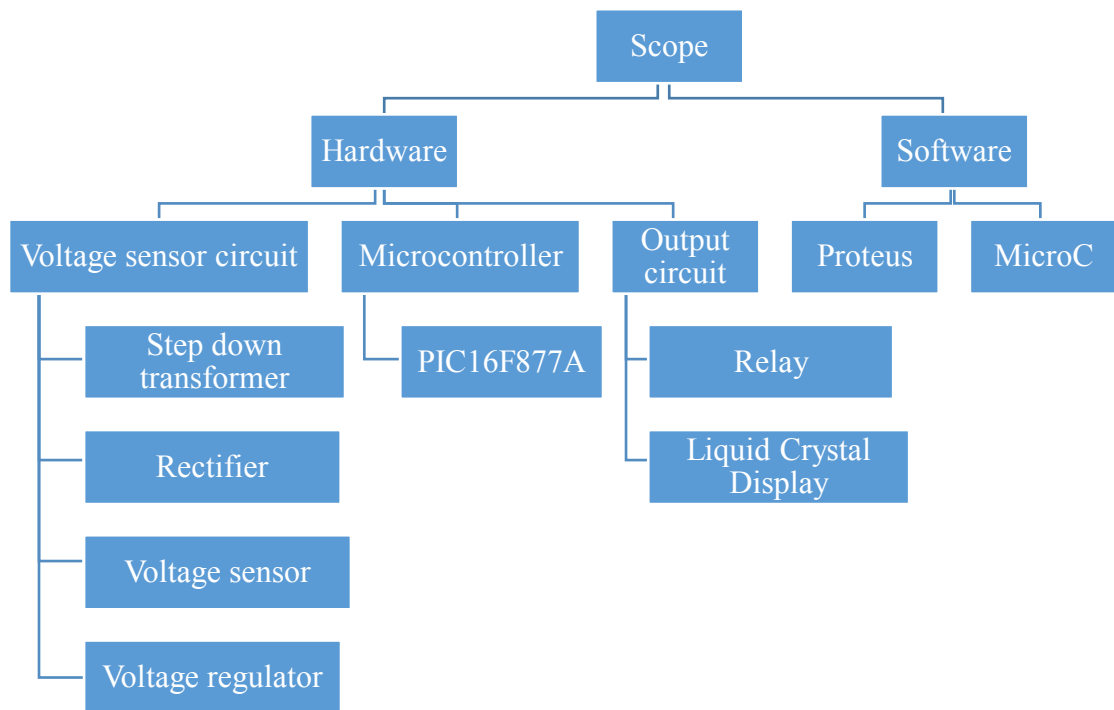 Scope
Hardware
Software
Voltage sensor circuit
Microcontroller
Output
circuit
Proteus
MicroC
Step down
transformer
PIC16F877A
Relay
Rectifier
Liquid Crystal
Display
Voltage sensor
Voltage regulator